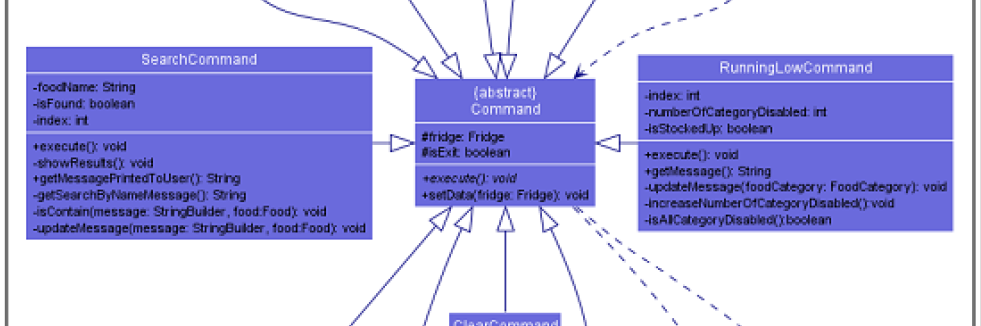 SearchCommand
-foodName: String
-isFound: boolean
-index: int
+execute(): void
-showResults(): void
+getMessagePrintedToUser(): String
-getSearchByNameMessage(): String
-isContain(message: StringBuilder, food:Food): void
-updateMessage(message: StringBuilder, food:Food): void
{abstract}
Command
#fridge: Fridge
#isExit: boolean
+execute(): void
+setData(fridge: Fridge): void
RunningLowCommand
-index: int
-numberOfCategoryDisabled: int
-isStockedUp: boolean
+execute(): void
+getMessage(): String
-updateMessage(foodCategory: FoodCategory): void
-increaseNumberOfCategoryDisabled():void
-isAllCategoryDisabled():boolean
ClearCommand